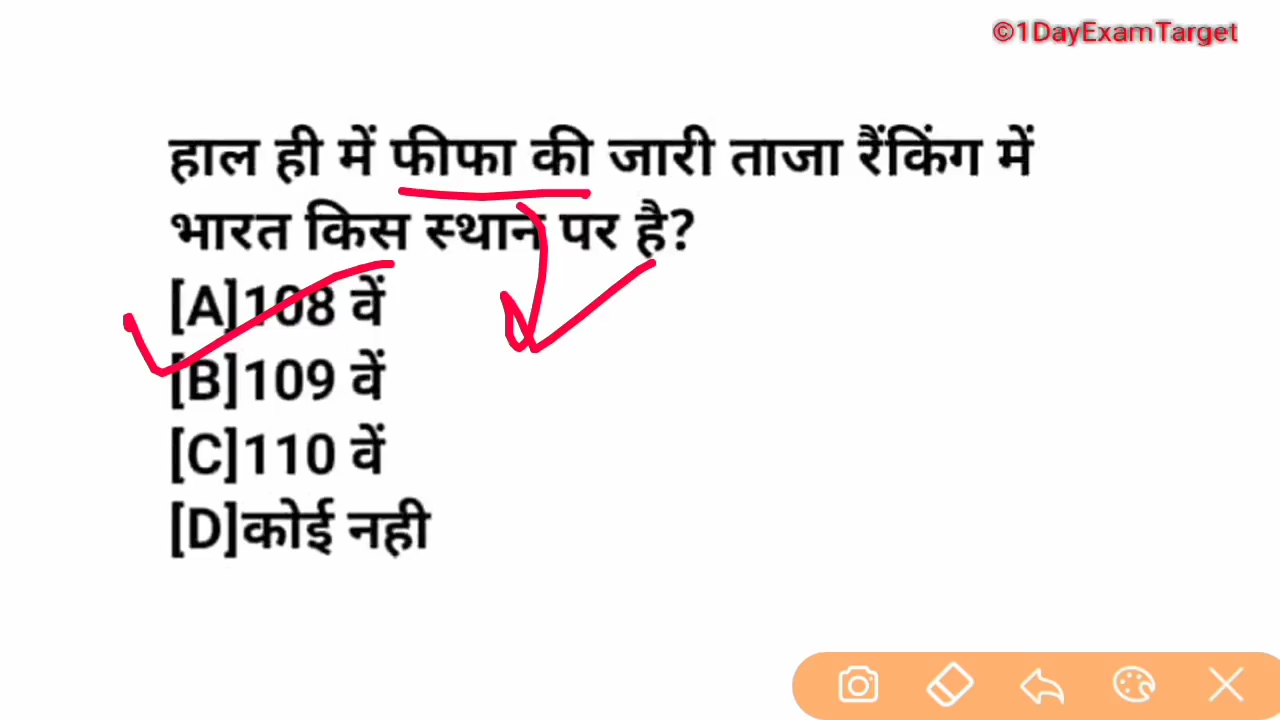 ©1DayExamTarget
हाल ही में फीफा की जारी ताजा रैंकिंग में
भारत किस स्थान पर है?
[A]108 वें
[B]109 वें
[C]110 वें
[D]कोई नही